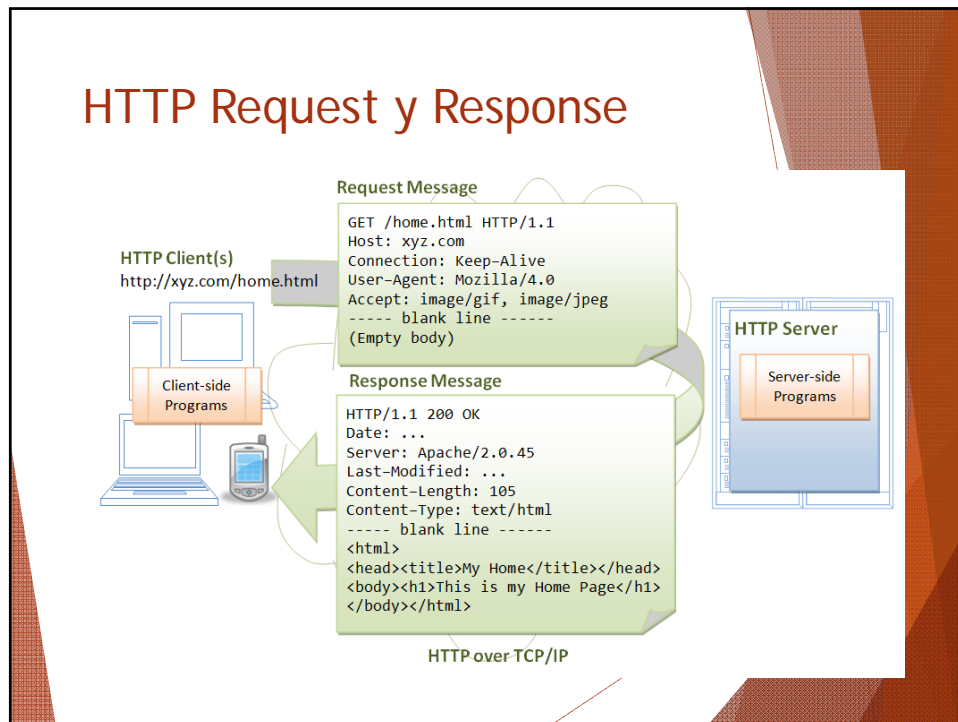 HTTP Request y Response
Request Message
GET /home.html HTTP/1.1
Host: xyz.com
Connection: Keep-Alive
User-Agent: Mozilla/4.0
Accept: image/gif, image/jpeg
----- blank line ------
(Empty body)
HTTP Client(s)
http://xyz.com/home.html
Client-side
Programs
HTTP Server
Server-side
Programs
Response Message
HTTP/1.1 200 OK
Date: ...
Server: Apache/2.0.45
Last-Modified: ...
Content-Length: 105
Content-Type: text/html
----- blank line ------
<html>
<head><title>My Home</title></head>
<body><h1>This is my Home Page</h1>
</body></html>
HTTP over TCP/IP